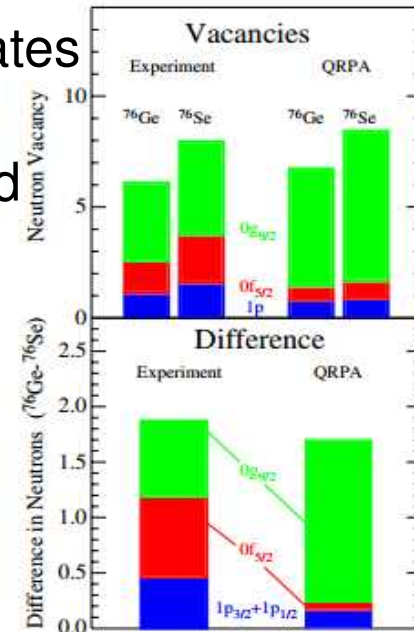 ates
d
Vacancies
Experiment QRPA
⁷⁶Ge ⁷⁶Se ⁷⁶Ge ⁷⁶Se
Neutron Vacancy
10
5
0
0g₉/₂
0f₅/₂
1p
Difference
Experiment QRPA
Difference in Neutrons (⁷⁶Ge-⁷⁶Se)
2.5
2.0
1.5
1.0
0.5
0.0
0g₉/₂
0f₅/₂
1p₃/₂+1p₁/₂